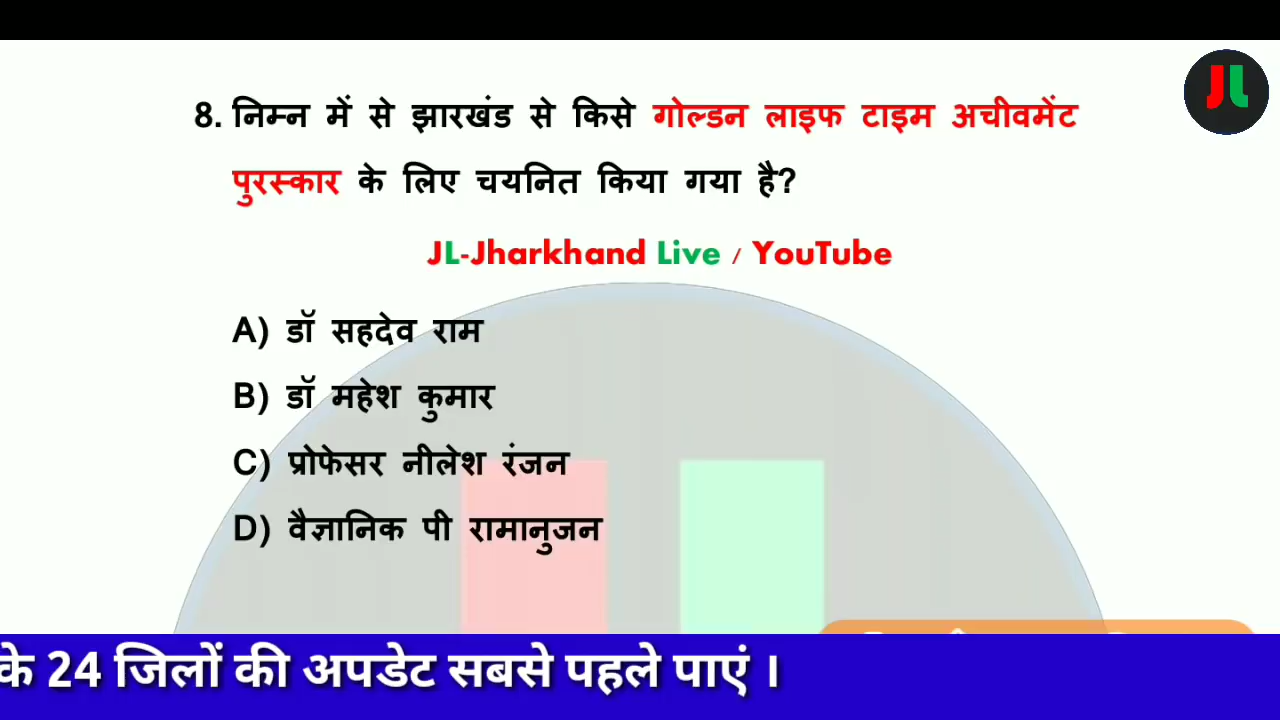 JL
8. निम्न में से झारखंड से किसे गोल्डन लाइफ टाइम अचीवमेंट
पुरस्कार के लिए चयनित किया गया है?
JL-Jharkhand Live / YouTube
A) डॉ सहदेव राम
B) डॉ महेश कुमार
C) प्रोफेसर नीलेश रंजन
D) वैज्ञानिक पी रामानुजन
के 24 जिलों की अपडेट सबसे पहले पाएं ।